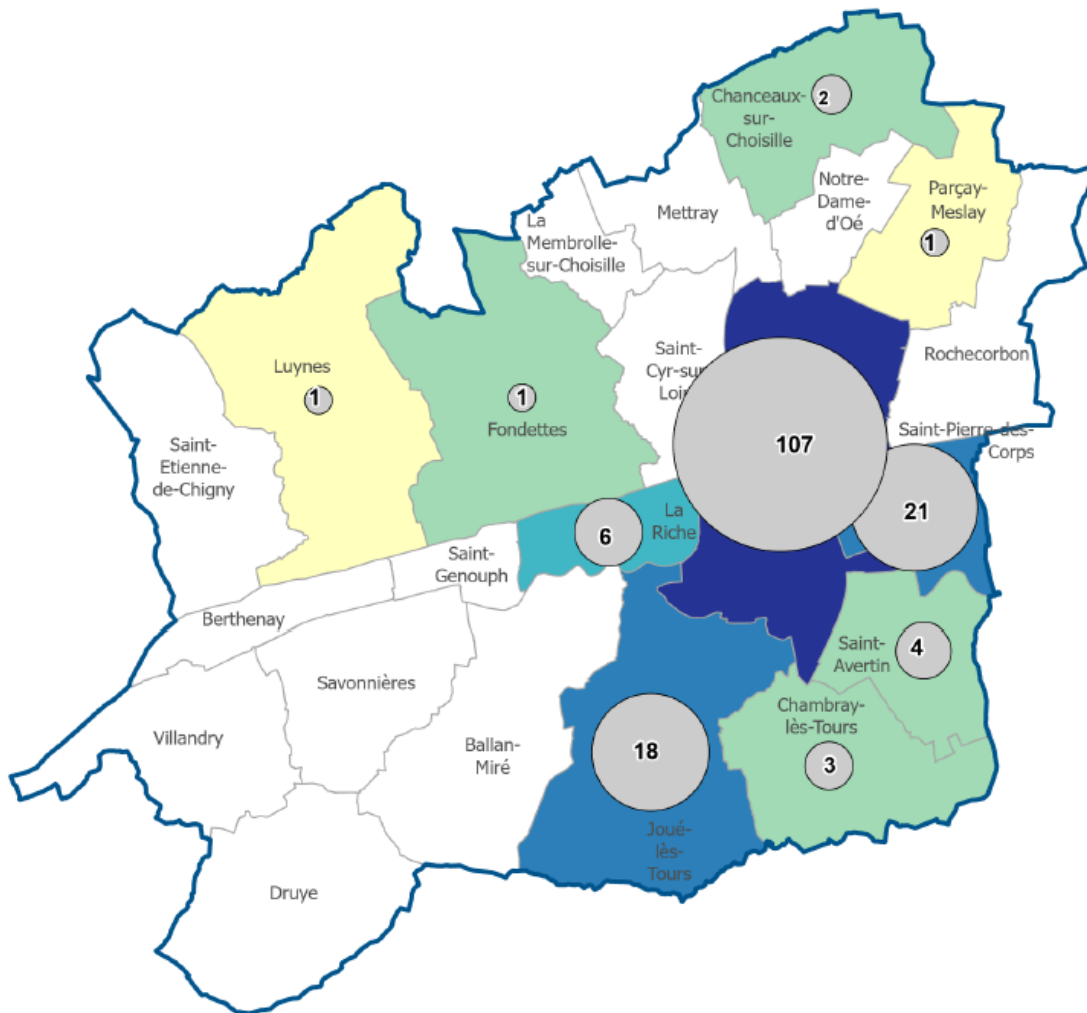 Chanceaux-
sur-
Choisille
2
Notre-
Dame-
d'Oé
Parçay-
Meslay
1
Mettray
La
Membrolle-
sur-Choisille
Luynes
1
1
Fondettes
Saint-
Cyr-sur-
Loir
Rochecorbon
Saint-
Etienne-
de-Chigny
107
Saint-Pierre-des-
Corps
21
La
Riche
6
Saint-
Genouph
Berthenay
Saint-
Avertin
4
Savonnières
Villandry
Ballan-
Miré
18
Joué-
lès-
Tours
Chambray-
lès-Tours
3
Druye